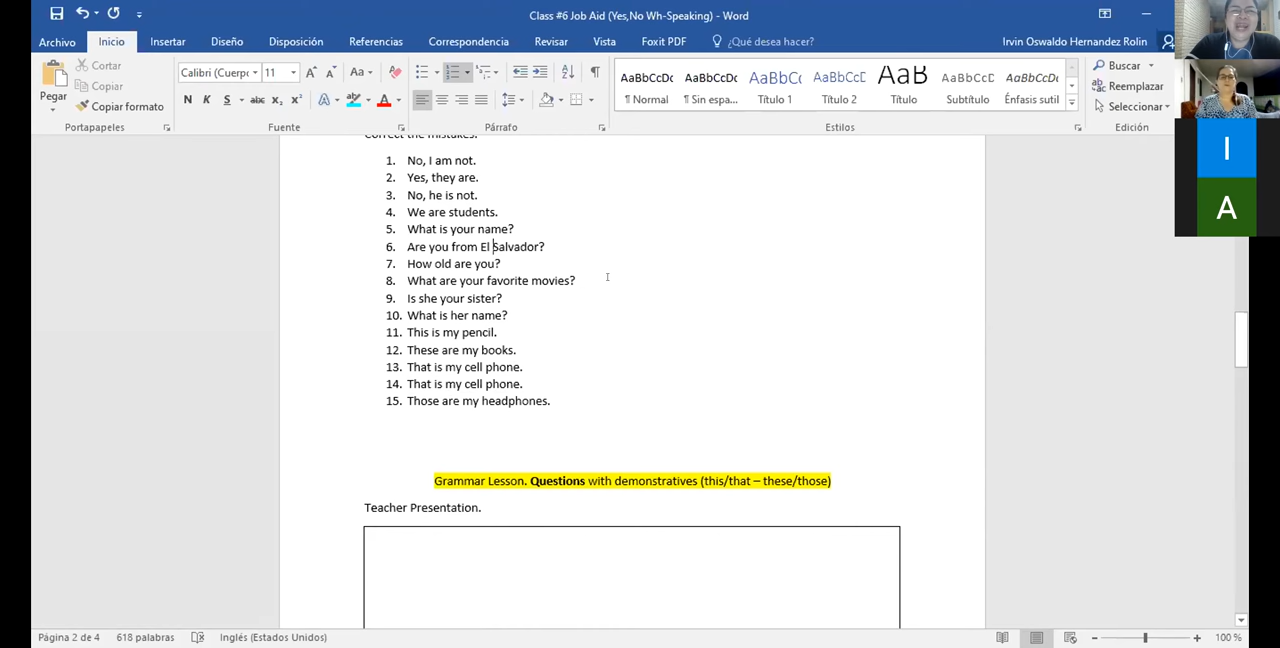 Class #6 Job Aid (Yes,No Wh-Speaking) - Word
Archivo Inicio Insertar Diseño Disposición Referencias Correspondencia Revisar Vista Foxit PDF ¿Qué desea hacer? Irvin Oswaldo Hernandez Rolin
Pegar
Cortar
Copiar
Copiar formato
Portapapeles
Calibri (Cuerpo 11
N K S abc x₂ x²
Fuente
Párrafo
AaBbCcDc AaBbCcDc AaBbCc AaBbCcD AaB AaBbCcD AaBbCcDc
¶ Normal ¶ Sin espa... Título 1 Título 2 Título Subtítulo Énfasis sutil
Estilos
Buscar
Reemplazar
Seleccionar
Edición
Correct the mistakes.
1. No, I am not.
2. Yes, they are.
3. No, he is not.
4. We are students.
5. What is your name?
6. Are you from El Salvador?
7. How old are you?
8. What are your favorite movies?
9. Is she your sister?
10. What is her name?
11. This is my pencil.
12. These are my books.
13. That is my cell phone.
14. That is my cell phone.
15. Those are my headphones.
Grammar Lesson. Questions with demonstratives (this/that – these/those)
Teacher Presentation.
I
A
Página 2 de 4 618 palabras Inglés (Estados Unidos) 100 %